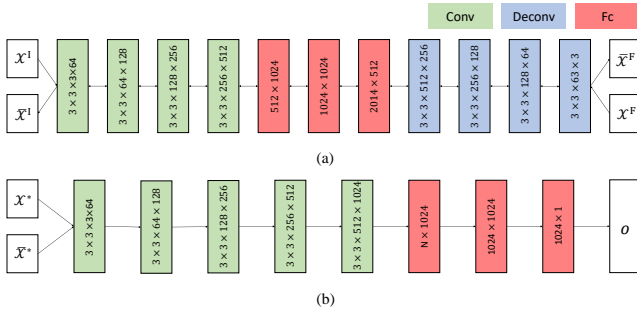 Conv Deconv Fc
x^I
x̄^I
3 × 3 × 3×64
3 × 3 × 64 × 128
3 × 3 × 128 × 256
3 × 3 × 256 × 512
512 × 1024
1024 × 1024
2014 × 512
3 × 3 × 512 × 256
3 × 3 × 256 × 128
3 × 3 × 128 × 64
3 × 3 × 63 × 3
x̄^F
x^F
(a)
x*
x̄*
3 × 3 × 3×64
3 × 3 × 64 × 128
3 × 3 × 128 × 256
3 × 3 × 256 × 512
3 × 3 × 512 × 1024
N × 1024
1024 × 1024
1024 × 1
o
(b)